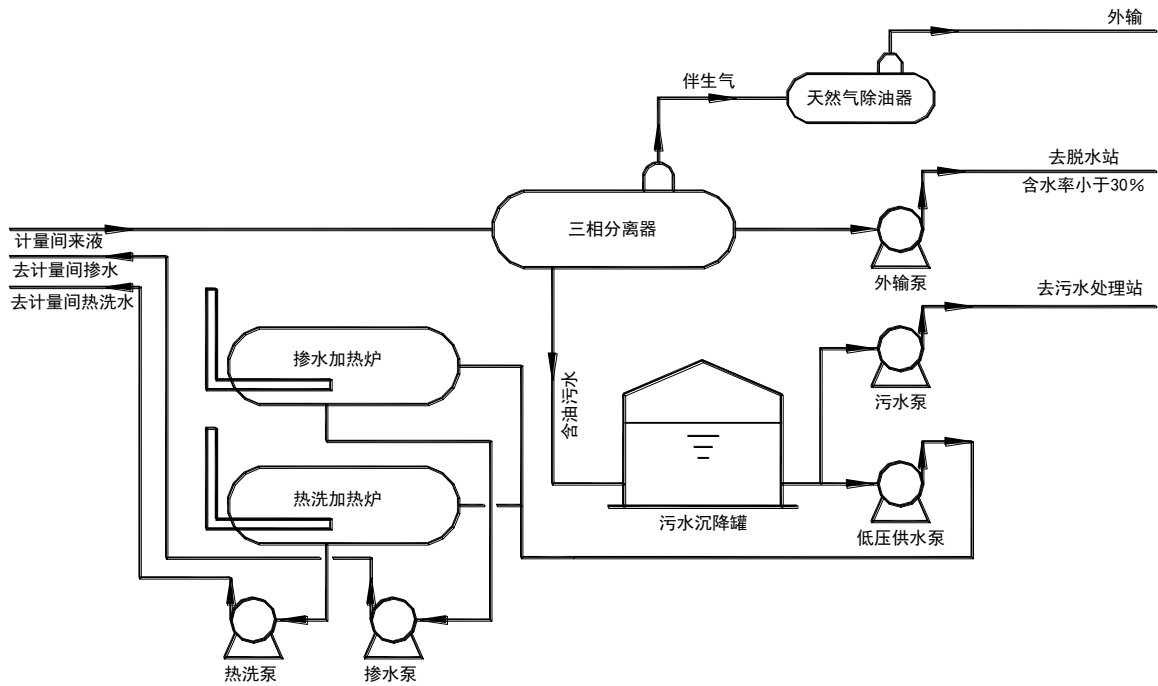 外输
伴生气
天然气除油器
去脱水站
含水率小于30%
三相分离器
计量间来液
去计量间掺水
外输泵
去计量间热洗水
去污水处理站
掺水加热炉
含油污水
污水泵
热洗加热炉
污水沉降罐
低压供水泵
热洗泵
掺水泵